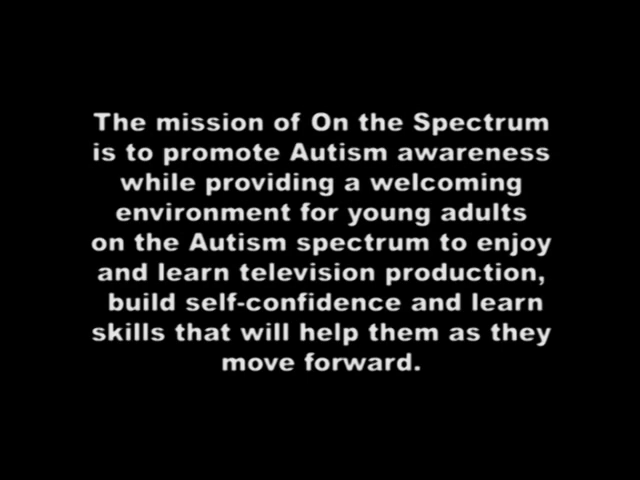 The mission of On the Spectrum
is to promote Autism awareness
while providing a welcoming
environment for young adults
on the Autism spectrum to enjoy
and learn television production,
build self-confidence and learn
skills that will help them as they
move forward.